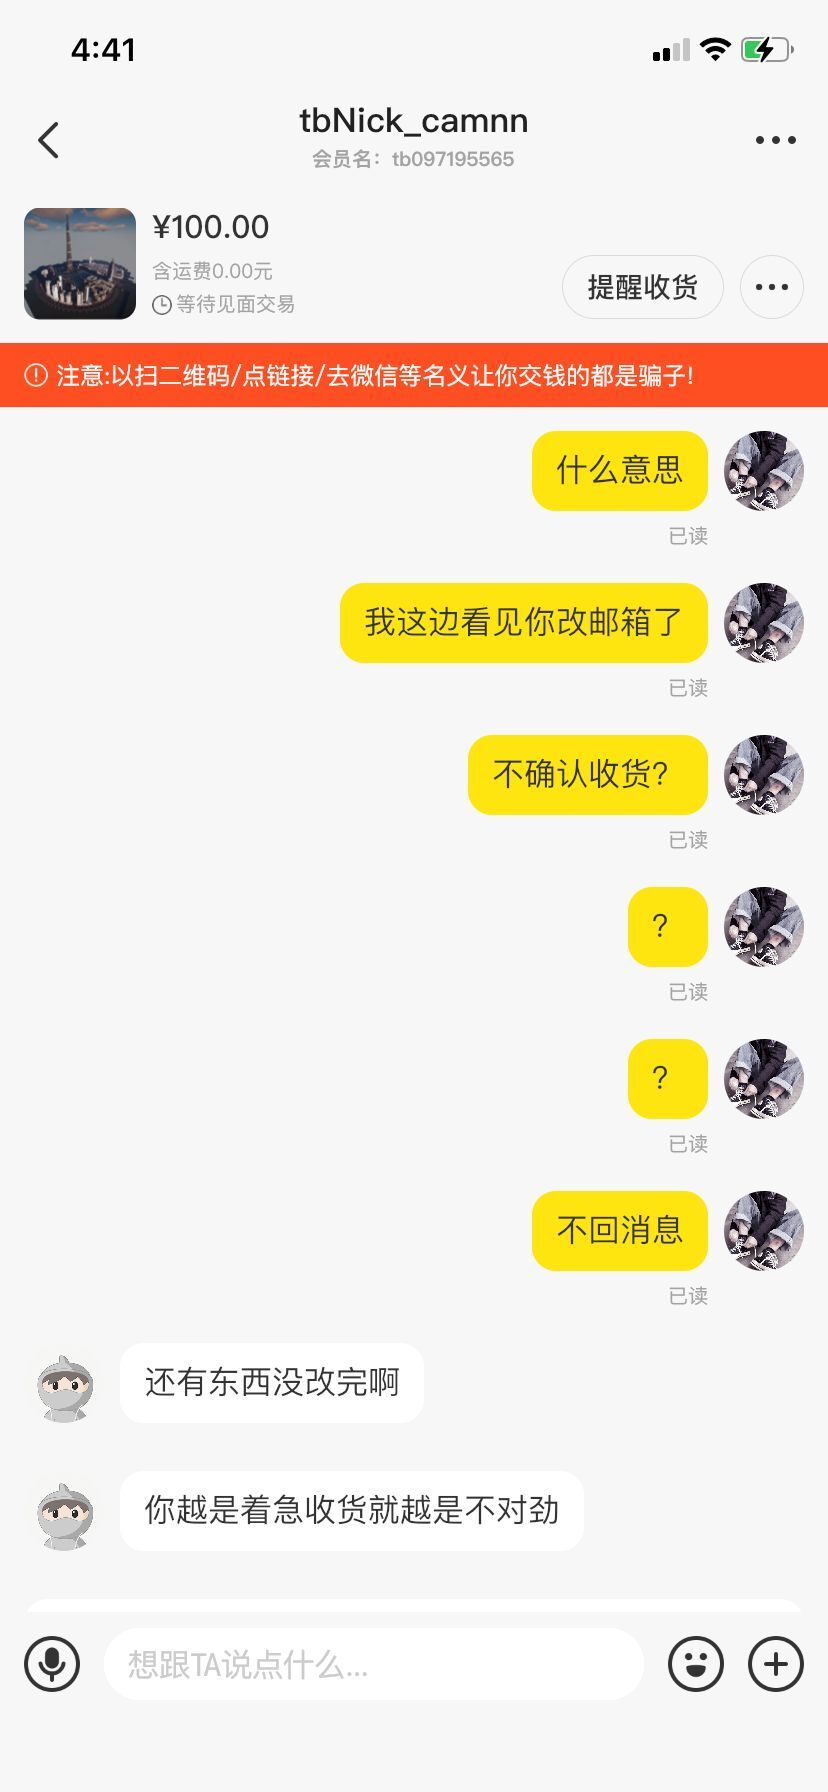 4:41
tbNick_camnn
会员名：tb097195565
¥100.00
含运费0.00元
等待见面交易
提醒收货
注意:以扫二维码/点链接/去微信等名义让你交钱的都是骗子!
什么意思
已读
我这边看见你改邮箱了
已读
不确认收货?
已读
?
已读
?
已读
不回消息
已读
还有东西没改完啊
你越是着急收货就越是不对劲
想跟TA说点什么...